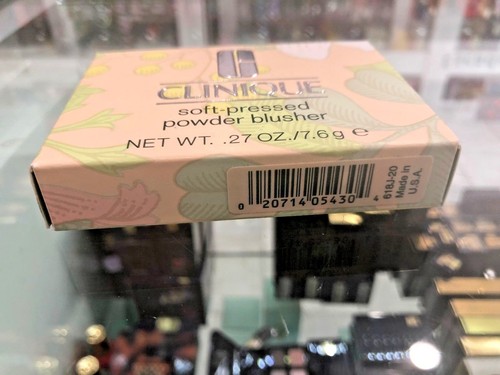 CLINIQUE
soft-pressed
powder blusher
NET WT. .27 OZ./7.6 g ℮
0 20714 05430 4
618J-20
Made in
U.S.A.